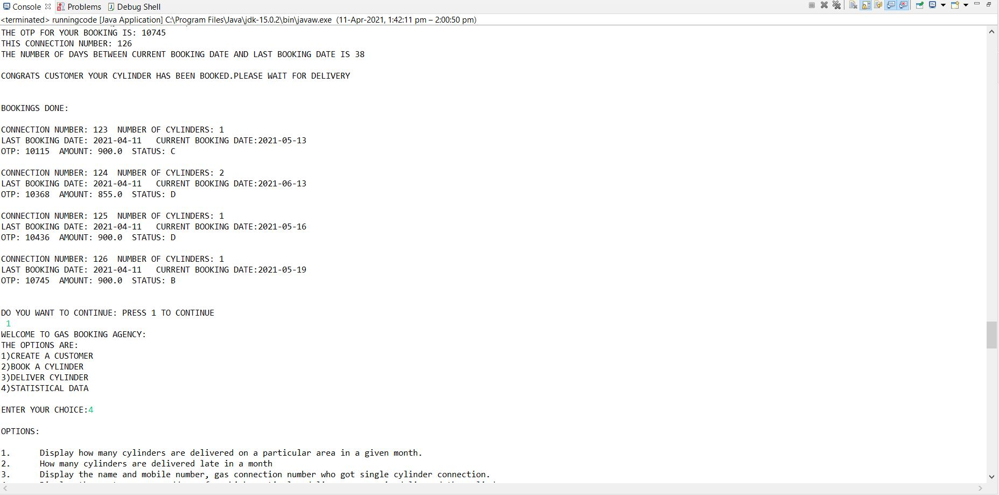 Console Problems Debug Shell
<terminated> runningcode [Java Application] C:\Program Files\Java\jdk-15.0.2\bin\javaw.exe (11-Apr-2021, 1:42:11 pm – 2:00:50 pm)
THE OTP FOR YOUR BOOKING IS: 10745
THIS CONNECTION NUMBER: 126
THE NUMBER OF DAYS BETWEEN CURRENT BOOKING DATE AND LAST BOOKING DATE IS 38
CONGRATS CUSTOMER YOUR CYLINDER HAS BEEN BOOKED.PLEASE WAIT FOR DELIVERY
BOOKINGS DONE:
CONNECTION NUMBER: 123  NUMBER OF CYLINDERS: 1
LAST BOOKING DATE: 2021-04-11   CURRENT BOOKING DATE:2021-05-13
OTP: 10115  AMOUNT: 900.0  STATUS: C
CONNECTION NUMBER: 124  NUMBER OF CYLINDERS: 2
LAST BOOKING DATE: 2021-04-11   CURRENT BOOKING DATE:2021-06-13
OTP: 10368  AMOUNT: 855.0  STATUS: D
CONNECTION NUMBER: 125  NUMBER OF CYLINDERS: 1
LAST BOOKING DATE: 2021-04-11   CURRENT BOOKING DATE:2021-05-16
OTP: 10436  AMOUNT: 900.0  STATUS: D
CONNECTION NUMBER: 126  NUMBER OF CYLINDERS: 1
LAST BOOKING DATE: 2021-04-11   CURRENT BOOKING DATE:2021-05-19
OTP: 10745  AMOUNT: 900.0  STATUS: B
DO YOU WANT TO CONTINUE: PRESS 1 TO CONTINUE
1
WELCOME TO GAS BOOKING AGENCY:
THE OPTIONS ARE:
1)CREATE A CUSTOMER
2)BOOK A CYLINDER
3)DELIVER CYLINDER
4)STATISTICAL DATA
ENTER YOUR CHOICE:4
OPTIONS:
1.      Display how many cylinders are delivered on a particular area in a given month.
2.      How many cylinders are delivered late in a month
3.      Display the name and mobile number, gas connection number who got single cylinder connection.